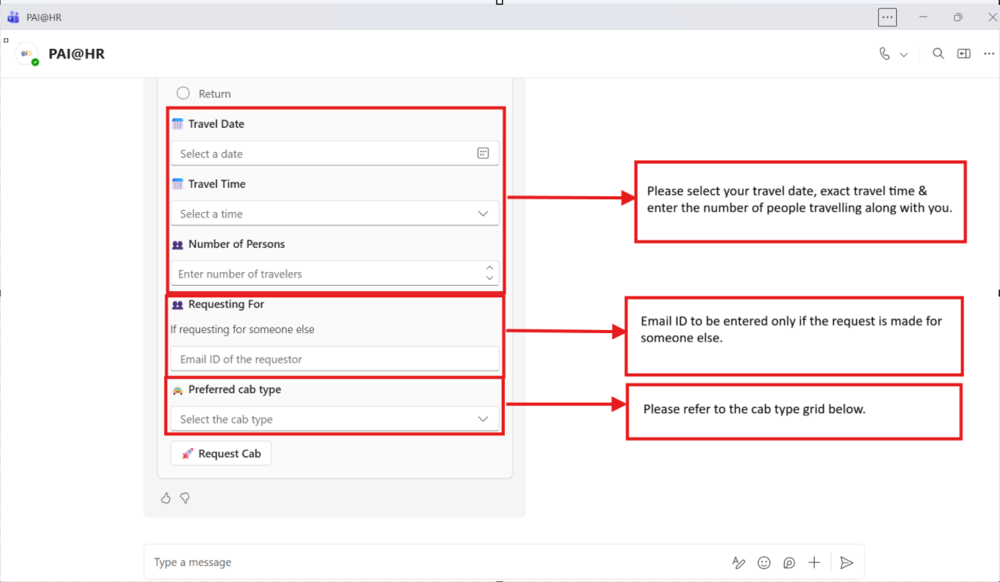 PAI@HR
PAI@HR
Return
Travel Date
Select a date
Travel Time
Select a time
Number of Persons
Enter number of travelers
Please select your travel date, exact travel time &
enter the number of people travelling along with you.
Requesting For
If requesting for someone else
Email ID of the requestor
Email ID to be entered only if the request is made for
someone else.
Preferred cab type
Select the cab type
Please refer to the cab type grid below.
Request Cab
Type a message